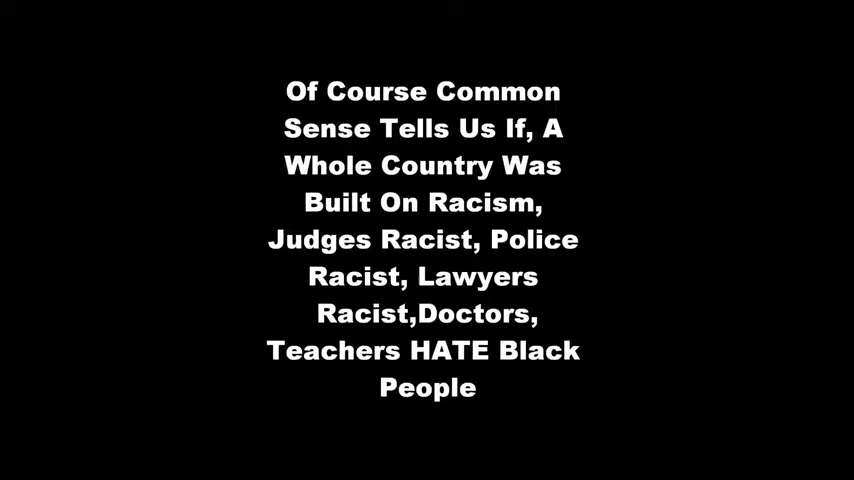 Of Course Common
Sense Tells Us If, A
Whole Country Was
Built On Racism,
Judges Racist, Police
Racist, Lawyers
Racist,Doctors,
Teachers HATE Black
People